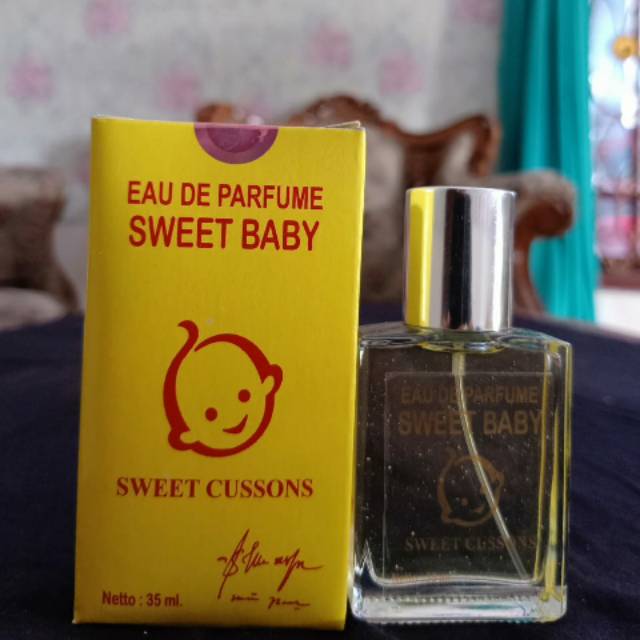 EAU DE PARFUME
SWEET BABY
SWEET CUSSONS
Netto : 35 ml.
EAU DE PARFUME
SWEET BABY
SWEET CUSSONS